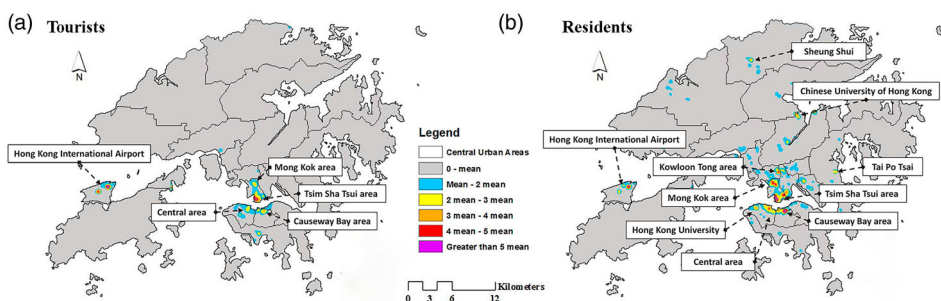 (a) Tourists
N
Hong Kong International Airport
Mong Kok area
Tsim Sha Tsui area
Central area
Causeway Bay area
Legend
Central Urban Areas
0 - mean
Mean - 2 mean
2 mean - 3 mean
3 mean - 4 mean
4 mean - 5 mean
Greater than 5 mean
Kilometers
0 3 6 12
(b) Residents
N
Sheung Shui
Chinese University of Hong Kong
Hong Kong International Airport
Kowloon Tong area
Tai Po Tsai
Mong Kok area
Tsim Sha Tsui area
Hong Kong University
Causeway Bay area
Central area